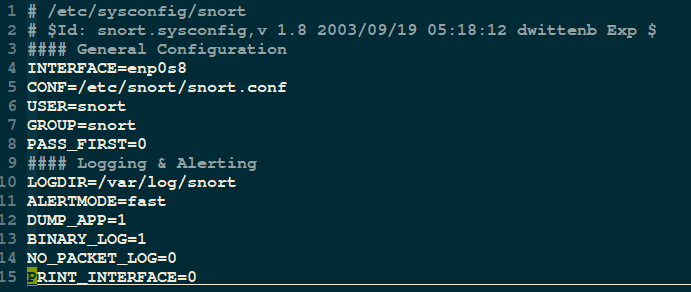 1 # /etc/sysconfig/snort
2 # $Id: snort.sysconfig,v 1.8 2003/09/19 05:18:12 dwittenb Exp $
3 #### General Configuration
4 INTERFACE=enp0s8
5 CONF=/etc/snort/snort.conf
6 USER=snort
7 GROUP=snort
8 PASS_FIRST=0
9 #### Logging & Alerting
10 LOGDIR=/var/log/snort
11 ALERTMODE=fast
12 DUMP_APP=1
13 BINARY_LOG=1
14 NO_PACKET_LOG=0
15 PRINT_INTERFACE=0